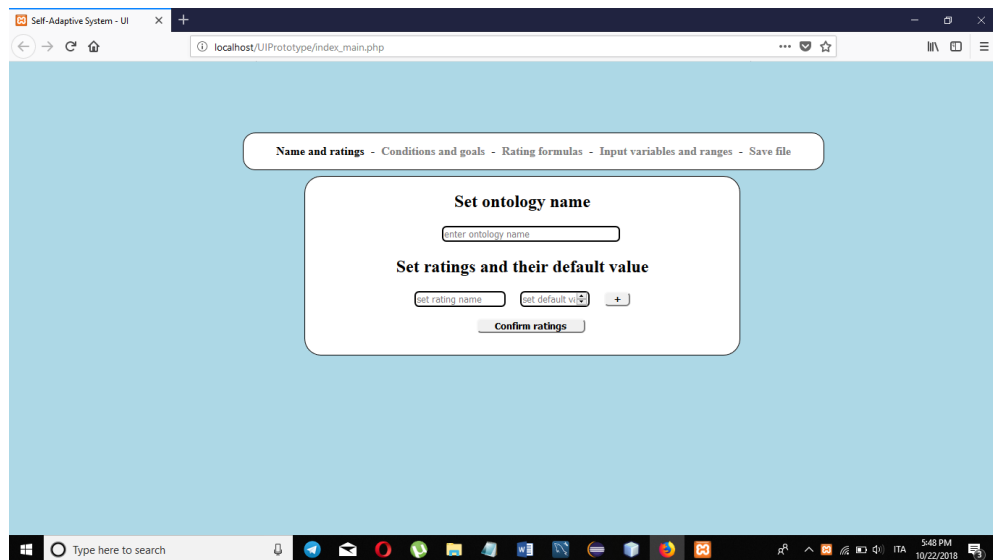 Self-Adaptive System - UI
localhost/UIPrototype/index_main.php
Name and ratings - Conditions and goals - Rating formulas - Input variables and ranges - Save file
Set ontology name
enter ontology name
Set ratings and their default value
set rating name set default va +
Confirm ratings
Type here to search
ITA
5:48 PM
10/22/2018